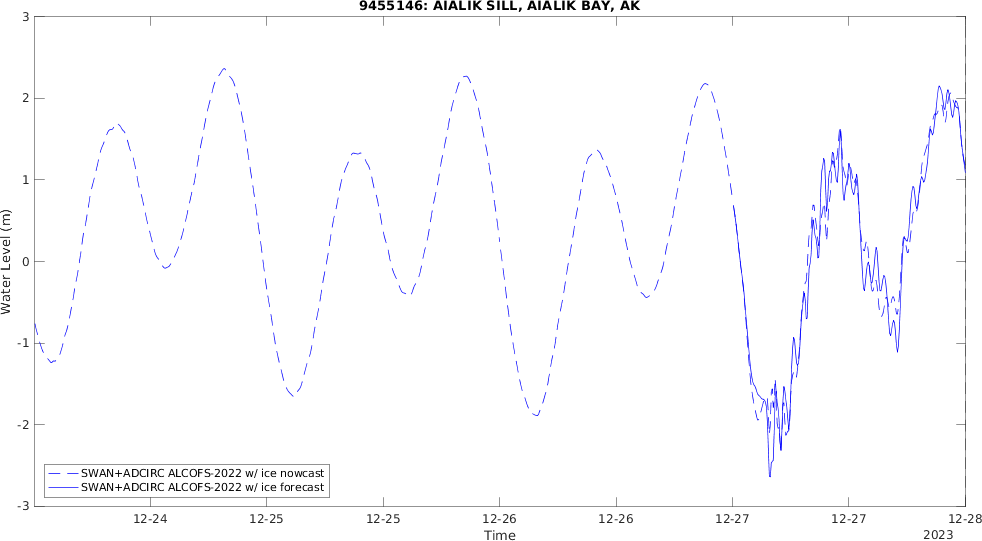 9455146: AIALIK SILL, AIALIK BAY, AK
3
2
1
0
-1
-2
-3
Water Level (m)
SWAN+ADCIRC ALCOFS-2022 w/ ice nowcast
SWAN+ADCIRC ALCOFS-2022 w/ ice forecast
12-24 12-25 12-25 12-26 12-26 12-27 12-27 12-28
Time 2023